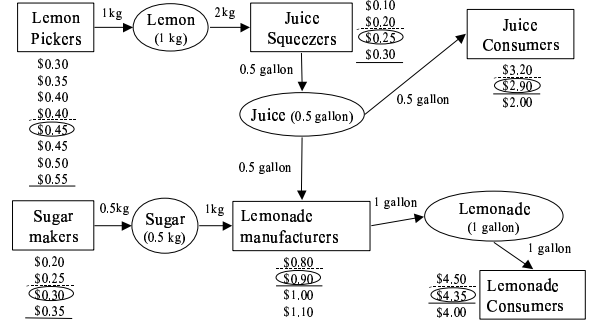 Lemon
Pickers
1kg
Lemon
(1 kg)
2kg
Juice
Squeezers
$0.10
$0.20
$0.25
$0.30
Juice
Consumers
$0.30
$0.35
$0.40
$0.40
$0.45
$0.45
$0.50
$0.55
0.5 gallon
$3.20
$2.90
$2.00
0.5 gallon
Juice (0.5 gallon)
0.5 gallon
Sugar
makers
0.5kg
Sugar
(0.5 kg)
1kg
Lemonade
manufacturers
1 gallon
Lemonade
(1 gallon)
1 gallon
$0.20
$0.25
$0.30
$0.35
$0.80
$0.90
$1.00
$1.10
$4.50
$4.35
$4.00
Lemonade
Consumers